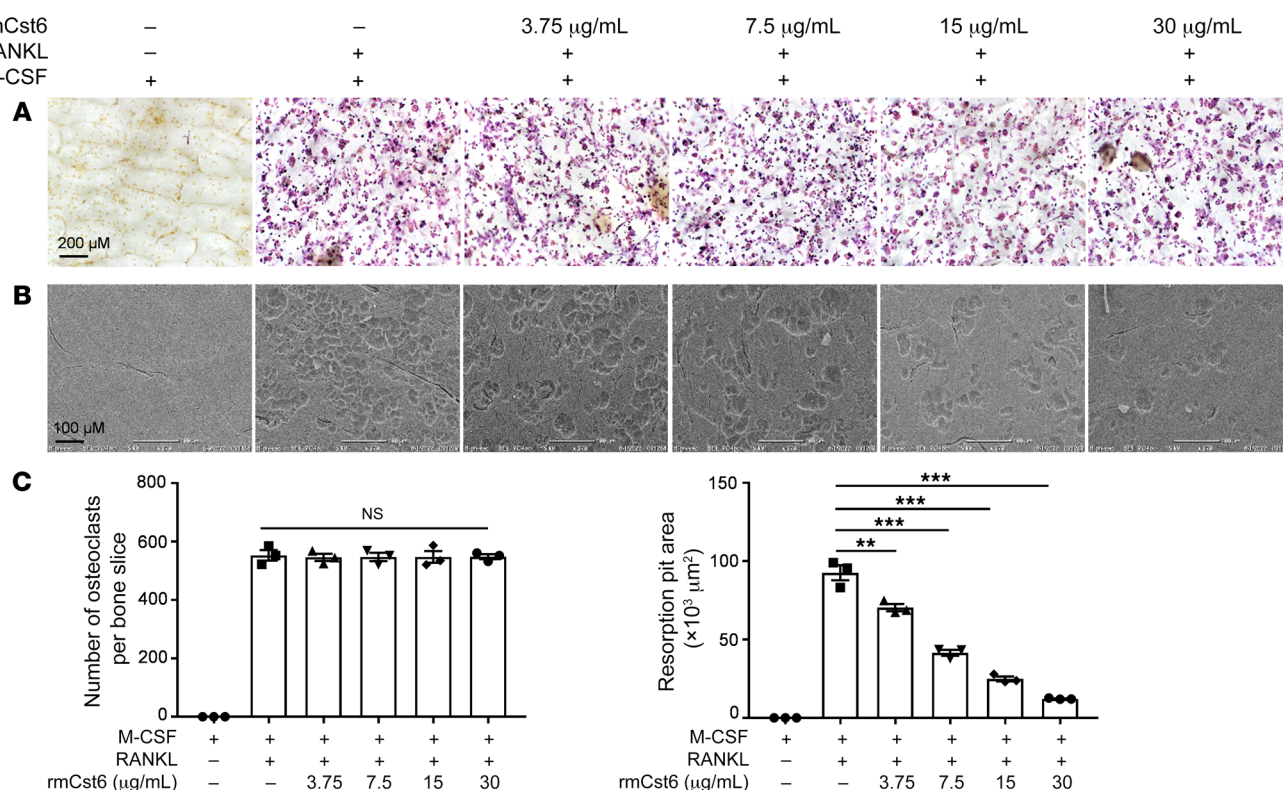 mCst6 – – 3.75 µg/mL 7.5 µg/mL 15 µg/mL 30 µg/mL
ANKL – + + + + +
-CSF + + + + + +
A
200 µM
B
100 µM
C
800
600
400
200
0
Number of osteoclasts
per bone slice
NS
M-CSF + + + + + +
RANKL – + + + + +
rmCst6 (µg/mL) – – 3.75 7.5 15 30
150
100
50
0
Resorption pit area
(×10³ µm²)
***
***
***
**
M-CSF + + + + + +
RANKL – + + + + +
rmCst6 (µg/mL) – – 3.75 7.5 15 30